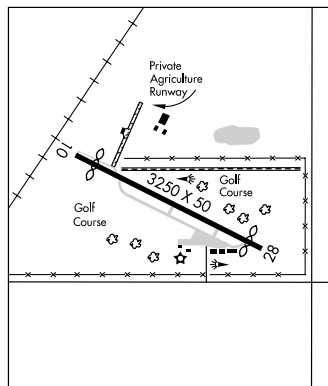 Private
Agriculture
Runway
10
3250 X 50
Golf
Course
Golf
Course
28